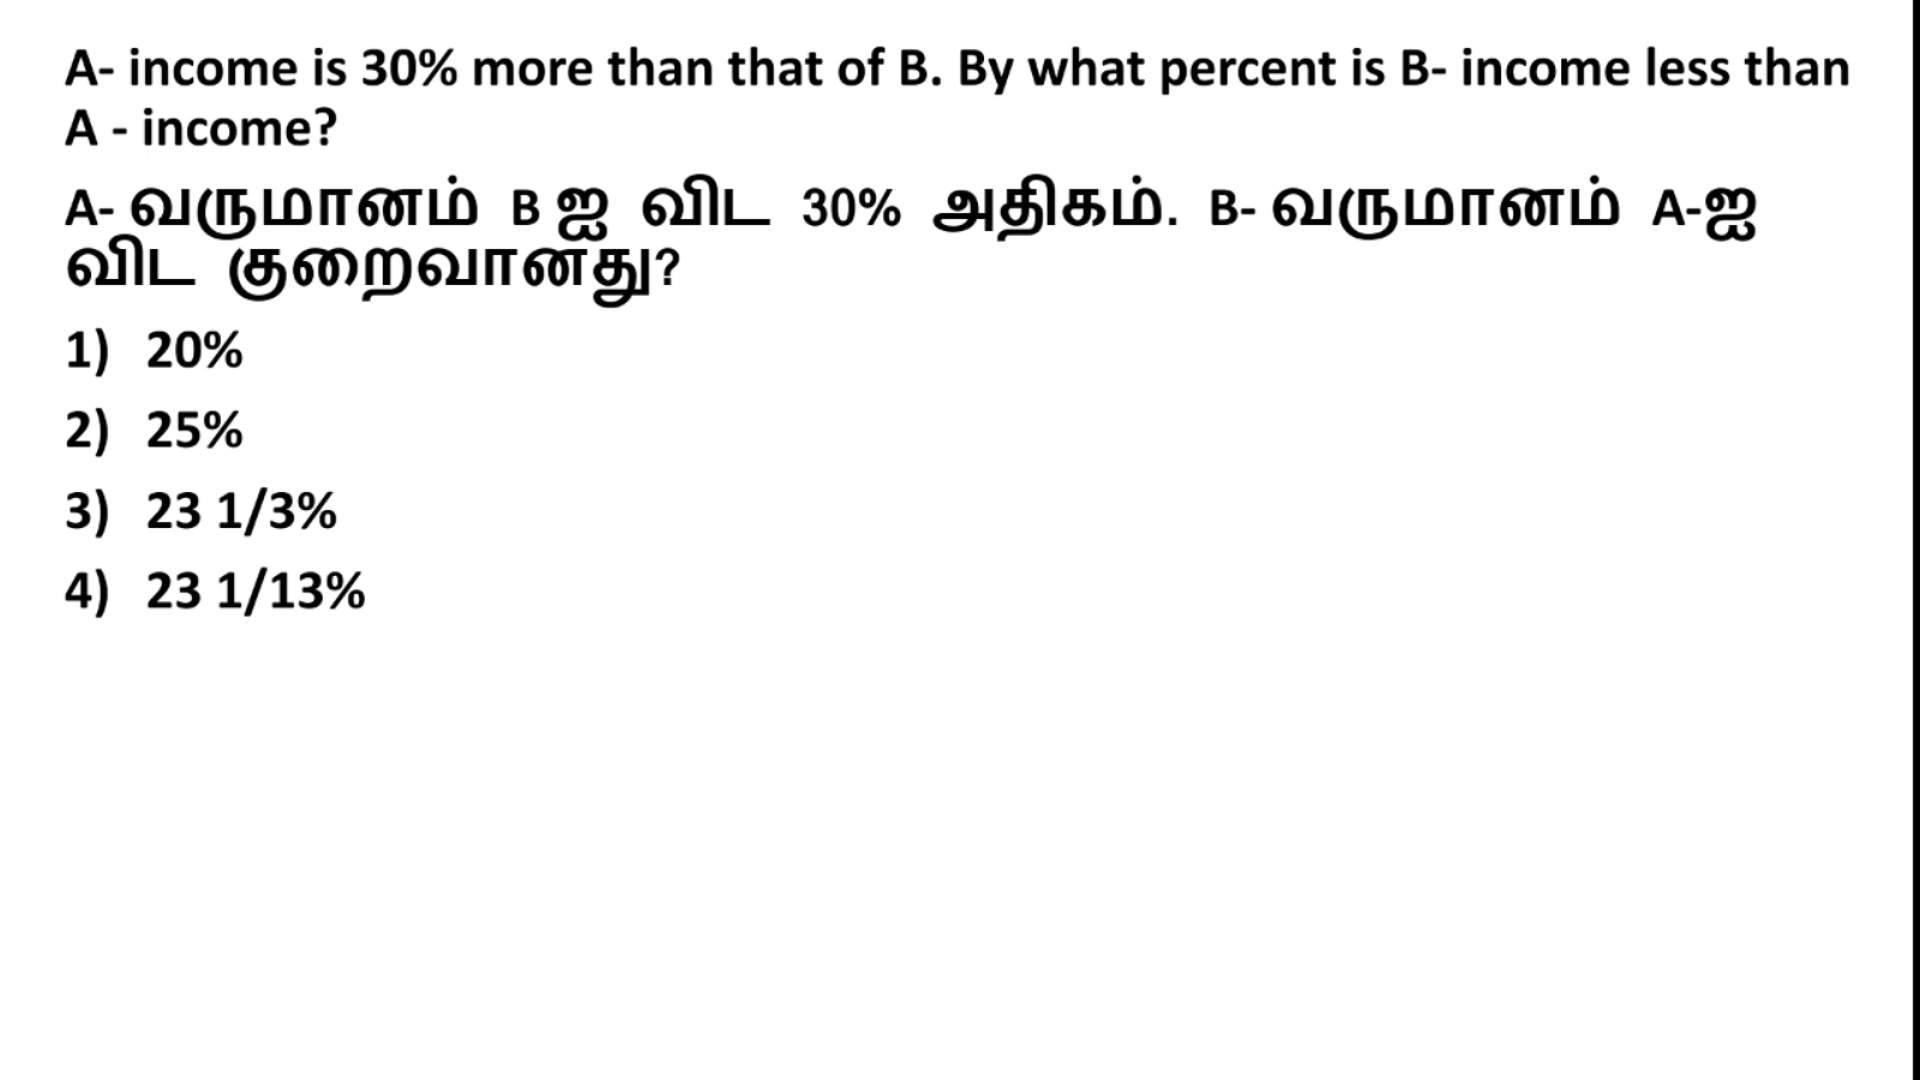 A- income is 30% more than that of B. By what percent is B- income less than
A - income?
A- வருமானம் B ஐ விட 30% அதிகம். B- வருமானம் A-ஐ
விட குறைவானது?
1) 20%
2) 25%
3) 23 1/3%
4) 23 1/13%